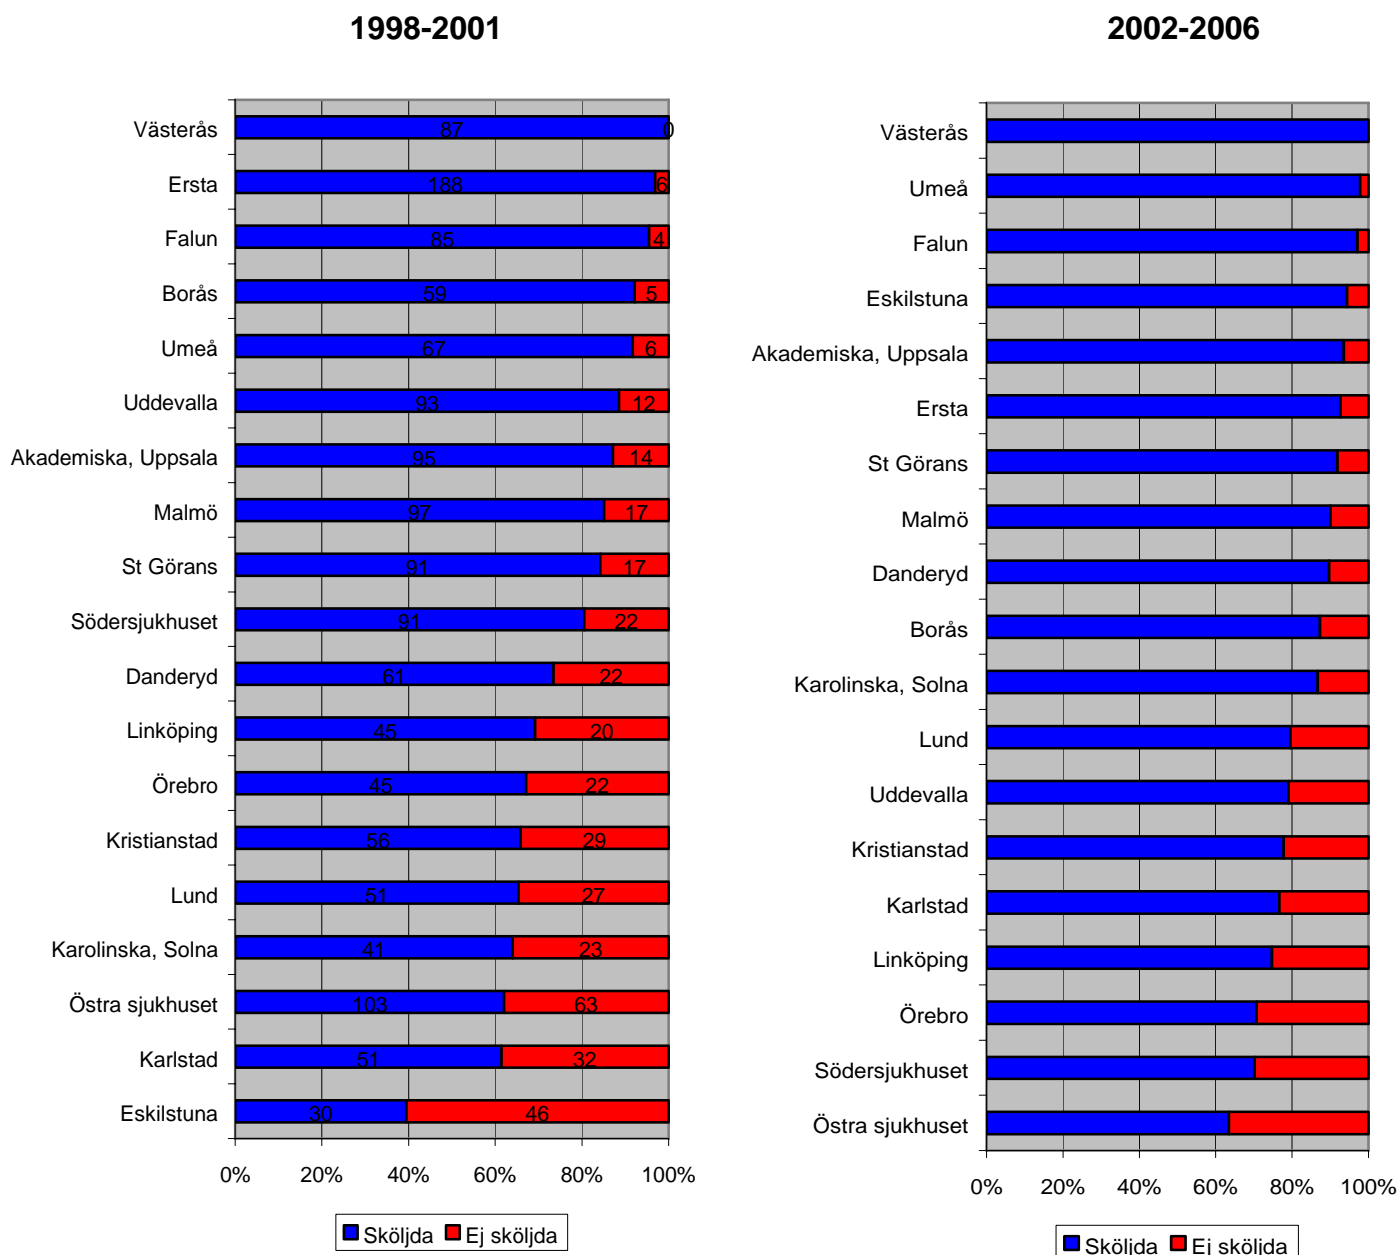 1998-2001
Västerås 87 0
Ersta 188 6
Falun 85 4
Borås 59 5
Umeå 67 6
Uddevalla 93 12
Akademiska, Uppsala 95 14
Malmö 97 17
St Görans 91 17
Södersjukhuset 91 22
Danderyd 61 22
Linköping 45 20
Örebro 45 22
Kristianstad 56 29
Lund 51 27
Karolinska, Solna 41 23
Östra sjukhuset 103 63
Karlstad 51 32
Eskilstuna 30 46
0% 20% 40% 60% 80% 100%
Sköljda Ej sköljda
2002-2006
Västerås
Umeå
Falun
Eskilstuna
Akademiska, Uppsala
Ersta
St Görans
Malmö
Danderyd
Borås
Karolinska, Solna
Lund
Uddevalla
Kristianstad
Karlstad
Linköping
Örebro
Södersjukhuset
Östra sjukhuset
0% 20% 40% 60% 80% 100%
Sköljda Ej sköljda